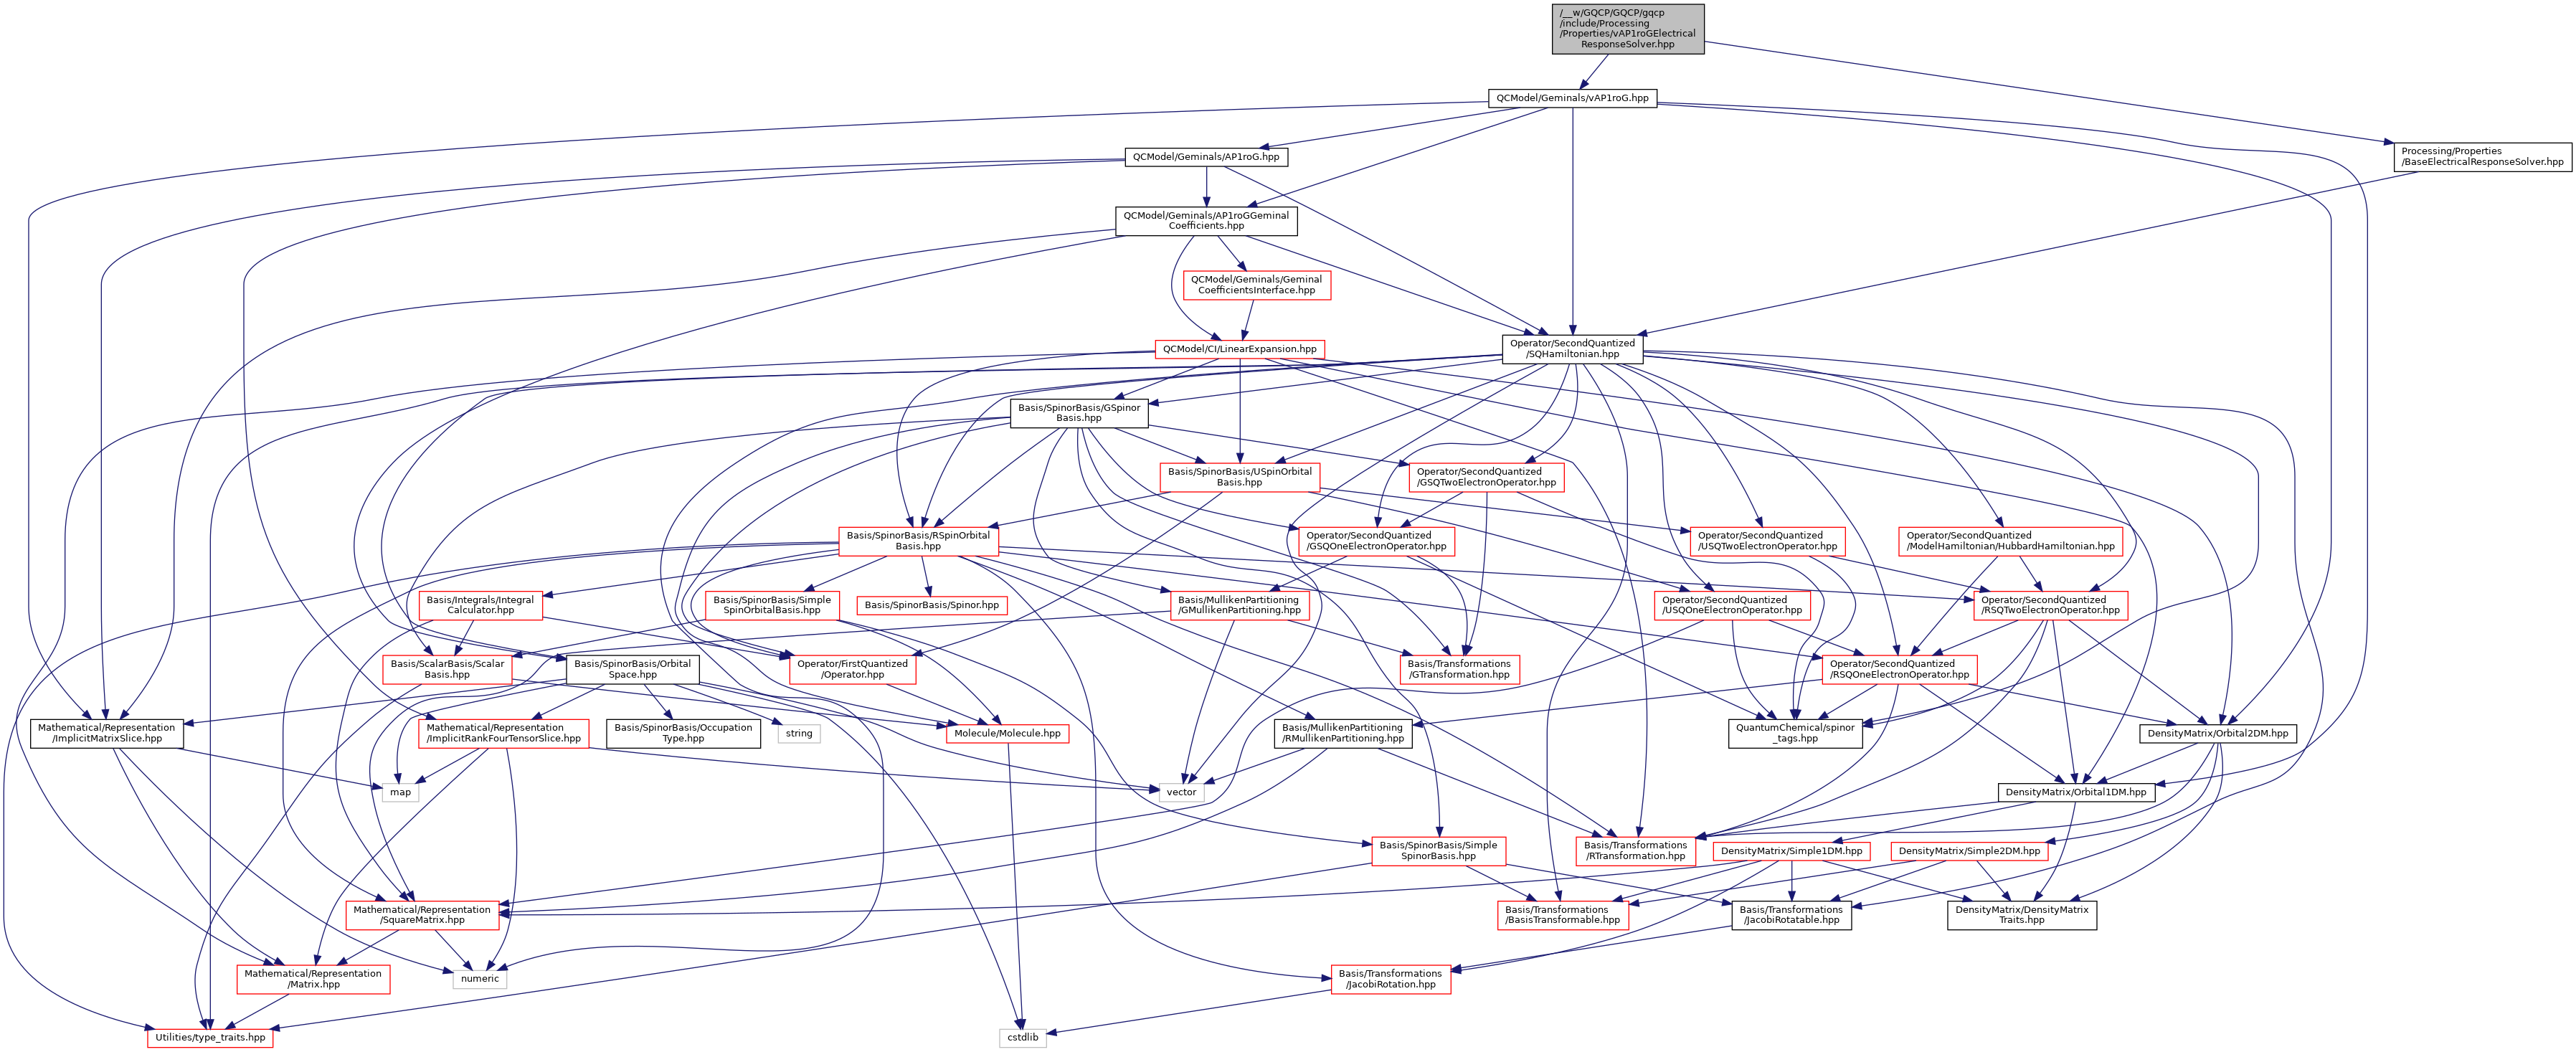 /__w/GQCP/GQCP/gqcp
/include/Processing
/Properties/vAP1roGElectrical
ResponseSolver.hpp
QCModel/Geminals/vAP1roG.hpp
QCModel/Geminals/AP1roG.hpp
Processing/Properties
/BaseElectricalResponseSolver.hpp
QCModel/Geminals/AP1roGGeminal
Coefficients.hpp
QCModel/Geminals/Geminal
CoefficientsInterface.hpp
QCModel/CI/LinearExpansion.hpp
Operator/SecondQuantized
/SQHamiltonian.hpp
Basis/SpinorBasis/GSpinor
Basis.hpp
Basis/SpinorBasis/USpinOrbital
Basis.hpp
Operator/SecondQuantized
/GSQTwoElectronOperator.hpp
Basis/SpinorBasis/RSpinOrbital
Basis.hpp
Operator/SecondQuantized
/GSQOneElectronOperator.hpp
Operator/SecondQuantized
/USQTwoElectronOperator.hpp
Operator/SecondQuantized
/ModelHamiltonian/HubbardHamiltonian.hpp
Basis/Integrals/Integral
Calculator.hpp
Basis/SpinorBasis/Simple
SpinOrbitalBasis.hpp
Basis/SpinorBasis/Spinor.hpp
Basis/MullikenPartitioning
/GMullikenPartitioning.hpp
Operator/SecondQuantized
/USQOneElectronOperator.hpp
Operator/SecondQuantized
/RSQTwoElectronOperator.hpp
Basis/ScalarBasis/Scalar
Basis.hpp
Basis/SpinorBasis/Orbital
Space.hpp
Operator/FirstQuantized
/Operator.hpp
Basis/Transformations
/GTransformation.hpp
Operator/SecondQuantized
/RSQOneElectronOperator.hpp
Mathematical/Representation
/ImplicitMatrixSlice.hpp
Mathematical/Representation
/ImplicitRankFourTensorSlice.hpp
Basis/SpinorBasis/Occupation
Type.hpp
string
Molecule/Molecule.hpp
Basis/MullikenPartitioning
/RMullikenPartitioning.hpp
QuantumChemical/spinor
_tags.hpp
DensityMatrix/Orbital2DM.hpp
map
vector
DensityMatrix/Orbital1DM.hpp
Basis/SpinorBasis/Simple
SpinorBasis.hpp
Basis/Transformations
/RTransformation.hpp
DensityMatrix/Simple1DM.hpp
DensityMatrix/Simple2DM.hpp
Mathematical/Representation
/SquareMatrix.hpp
Basis/Transformations
/BasisTransformable.hpp
Basis/Transformations
/JacobiRotatable.hpp
DensityMatrix/DensityMatrix
Traits.hpp
Mathematical/Representation
/Matrix.hpp
numeric
Basis/Transformations
/JacobiRotation.hpp
Utilities/type_traits.hpp
cstdlib